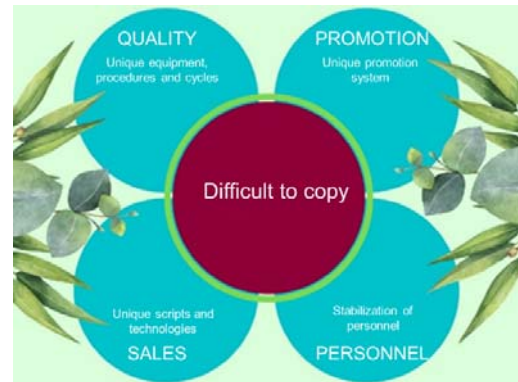 QUALITY
Unique equipment,
procedures and cycles
PROMOTION
Unique promotion
system
Difficult to copy
Unique scripts and
technologies
SALES
Stabilization of
personnel
PERSONNEL